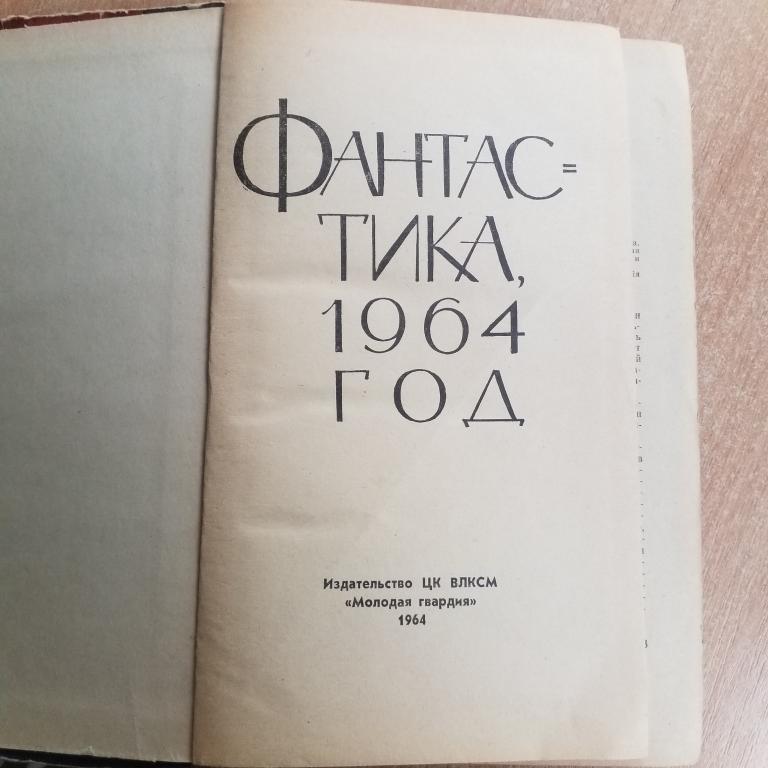 ФАНТАС=
ТИКА,
1964
ГОД
Издательство ЦК ВЛКСМ
«Молодая гвардия»
1964